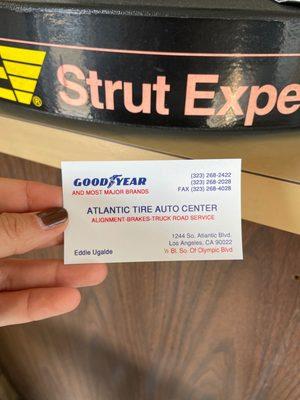 Strut Expe
GOODYEAR
AND MOST MAJOR BRANDS
(323) 268-2422
(323) 268-2028
FAX (323) 268-4028
ATLANTIC TIRE AUTO CENTER
ALIGNMENT-BRAKES-TRUCK ROAD SERVICE
1244 So. Atlantic Blvd.
Los Angeles, CA 90022
Eddie Ugalde
½ Bl. So. Of Olympic Blvd